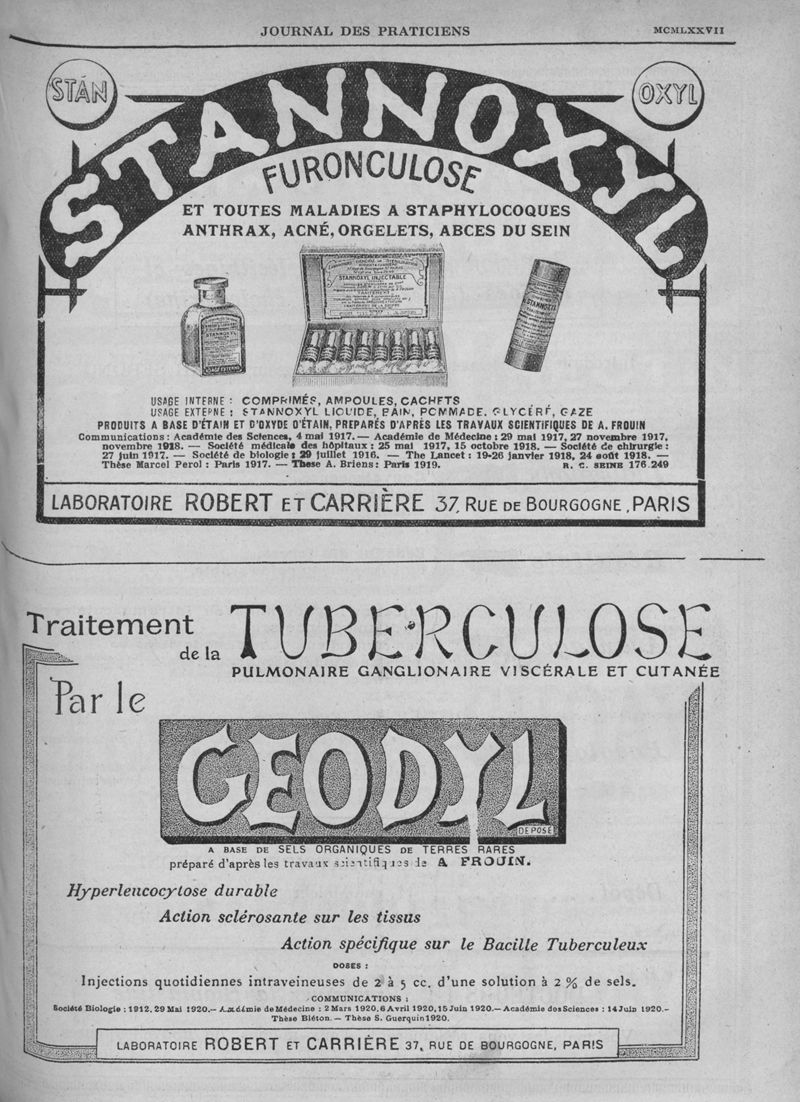 JOURNAL DES PRATICIENS
MCMLXXVII
STAN
OXYL
STANNOXYL
FURONCULOSE
ET TOUTES MALADIES A STAPHYLOCOQUES
ANTHRAX, ACNÉ, ORGELETS, ABCES DU SEIN
STANNOXYL INJECTABLE
STANNOXYL
STANNOXYL
USAGE INTERNE : COMPRIMÉS, AMPOULES, CACHETS
USAGE EXTERNE : STANNOXYL LIQUIDE, BAIN, POMMADE, GLYCÉRÉ, GAZE
PRODUITS A BASE D'ÉTAIN ET D'OXYDE D'ÉTAIN, PREPARÉS D'APRÈS LES TRAVAUX SCIENTIFIQUES DE A. FROUIN
Communications : Académie des Sciences, 4 mai 1917. — Académie de Médecine : 29 mai 1917, 27 novembre 1917,
novembre 1918. — Société médicale des hôpitaux : 25 mai 1917, 15 octobre 1918. — Société de chirurgie :
27 juin 1917. — Société de biologie : 29 juillet 1916. — The Lancet : 19-26 janvier 1918, 24 août 1918. —
Thèse Marcel Perol : Paris 1917. — These A. Briens : Paris 1919. R. C. SEINE 176.249
LABORATOIRE ROBERT ET CARRIÈRE 37, RUE DE BOURGOGNE, PARIS
Traitement
de la
TUBERCULOSE
PULMONAIRE GANGLIONAIRE VISCÉRALE ET CUTANÉE
Par le
GEODYL
DEPOSÉ
A BASE DE SELS ORGANIQUES DE TERRES RARES
préparé d'après les travaux scientifiques de A FROUIN.
Hyperleucocytose durable
Action sclérosante sur les tissus
Action spécifique sur le Bacille Tuberculeux
DOSES :
Injections quotidiennes intraveineuses de 2 à 5 cc. d'une solution à 2 % de sels.
COMMUNICATIONS :
Société Biologie : 1912, 29 Mai 1920.— Académie de Médecine : 2 Mars 1920, 6 Avril 1920, 15 Juin 1920.— Académie des Sciences : 14 Juin 1920.—
Thèse Bléton. — Thèse S. Guerquin 1920.
LABORATOIRE ROBERT ET CARRIÈRE 37, RUE DE BOURGOGNE, PARIS